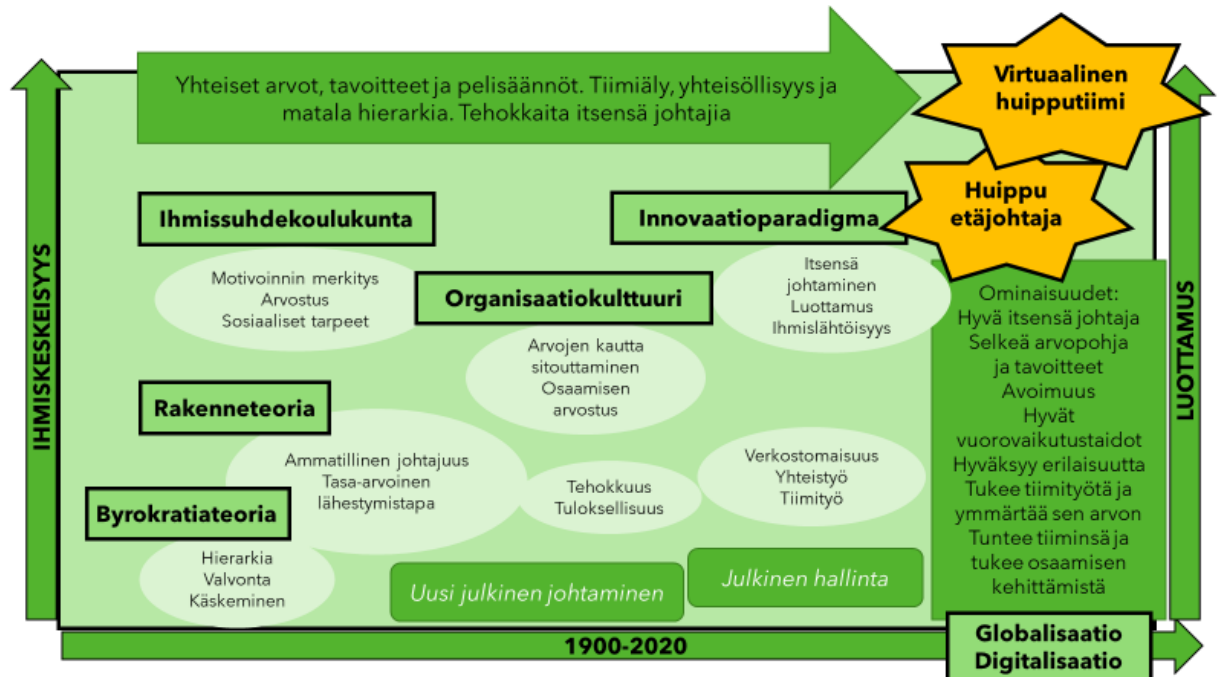 Yhteiset arvot, tavoitteet ja pelisäännöt. Tiimiäly, yhteisöllisyys ja
matala hierarkia. Tehokkaita itsensä johtajia
Virtuaalinen
huipputiimi
Huippu
etäjohtaja
IHMISKESKEISYYS
LUOTTAMUS
Ihmissuhdekoulukunta
Motivoinnin merkitys
Arvostus
Sosiaaliset tarpeet
Innovaatioparadigma
Itsensä
johtaminen
Luottamus
Ihmislähtöisyys
Organisaatiokulttuuri
Arvojen kautta
sitouttaminen
Osaamisen
arvostus
Rakenneteoria
Ammatillinen johtajuus
Tasa-arvoinen
lähestymistapa
Tehokkuus
Tuloksellisuus
Verkostomaisuus
Yhteistyö
Tiimityö
Byrokratiateoria
Hierarkia
Valvonta
Käskeminen
Uusi julkinen johtaminen
Julkinen hallinta
Ominaisuudet:
Hyvä itsensä johtaja
Selkeä arvopohja
ja tavoitteet
Avoimuus
Hyvät
vuorovaikutustaidot
Hyväksyy erilaisuutta
Tukee tiimityötä ja
ymmärtää sen arvon
Tuntee tiiminsä ja
tukee osaamisen
kehittämistä
1900-2020
Globalisaatio
Digitalisaatio